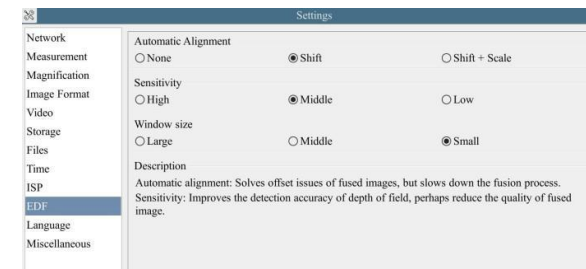 Settings
Network
Measurement
Magnification
Image Format
Video
Storage
Files
Time
ISP
EDF
Language
Miscellaneous
Automatic Alignment
None Shift Shift + Scale
Sensitivity
High Middle Low
Window size
Large Middle Small
Description
Automatic alignment: Solves offset issues of fused images, but slows down the fusion process.
Sensitivity: Improves the detection accuracy of depth of field, perhaps reduce the quality of fused
image.